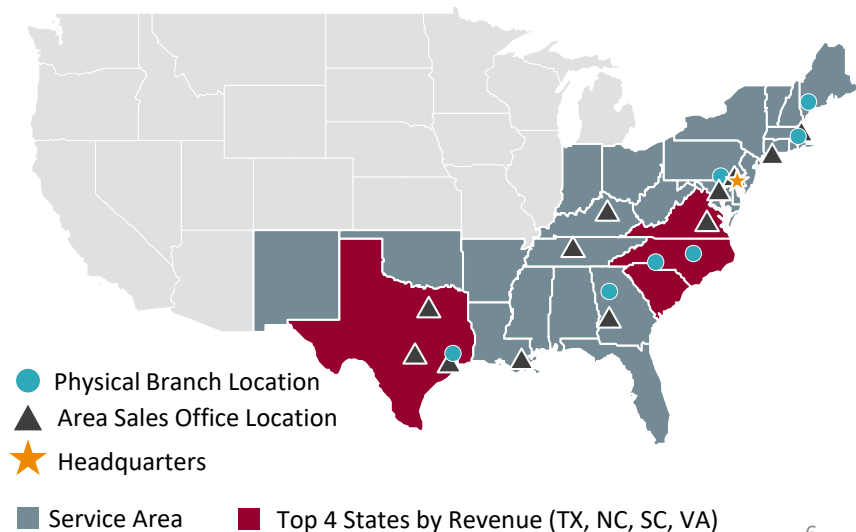 Physical Branch Location
Area Sales Office Location
Headquarters
Service Area
Top 4 States by Revenue (TX, NC, SC, VA)
6